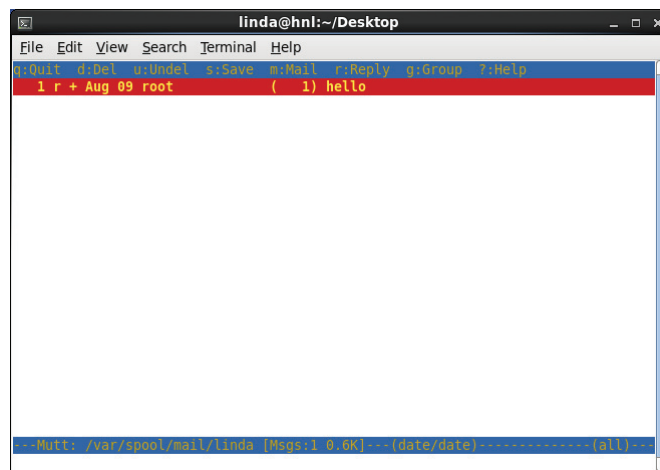 linda@hnl:~/Desktop
File Edit View Search Terminal Help
q:Quit d:Del u:Undel s:Save m:Mail r:Reply g:Group ?:Help
1 r + Aug 09 root ( 1) hello
---Mutt: /var/spool/mail/linda [Msgs:1 0.6K]---(date/date)--------------(all)---